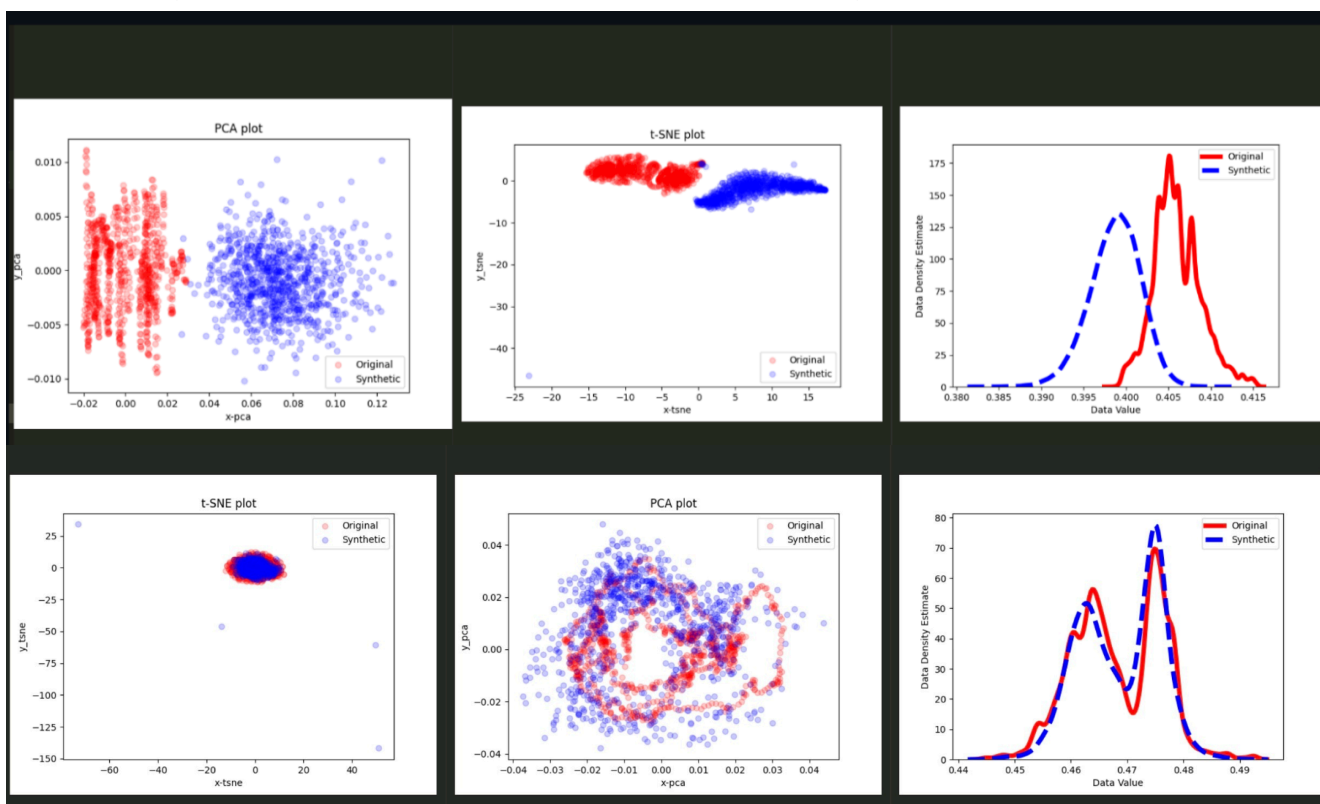 PCA plot
0.010
0.005
0.000
−0.005
−0.010
y_pca
−0.02 0.00 0.02 0.04 0.06 0.08 0.10 0.12
x-pca
Original
Synthetic
t-SNE plot
0
−10
−20
−30
−40
y_tsne
−25 −20 −15 −10 −5 0 5 10 15
x-tsne
Original
Synthetic
175
150
125
100
75
50
25
0
Data Density Estimate
0.380 0.385 0.390 0.395 0.400 0.405 0.410 0.415
Data Value
Original
Synthetic
t-SNE plot
25
0
−25
−50
−75
−100
−125
−150
y_tsne
−60 −40 −20 0 20 40
x-tsne
Original
Synthetic
PCA plot
0.04
0.02
0.00
−0.02
−0.04
y_pca
−0.04 −0.03 −0.02 −0.01 0.00 0.01 0.02 0.03 0.04
x-pca
Original
Synthetic
80
70
60
50
40
30
20
10
0
Data Density Estimate
0.44 0.45 0.46 0.47 0.48 0.49
Data Value
Original
Synthetic